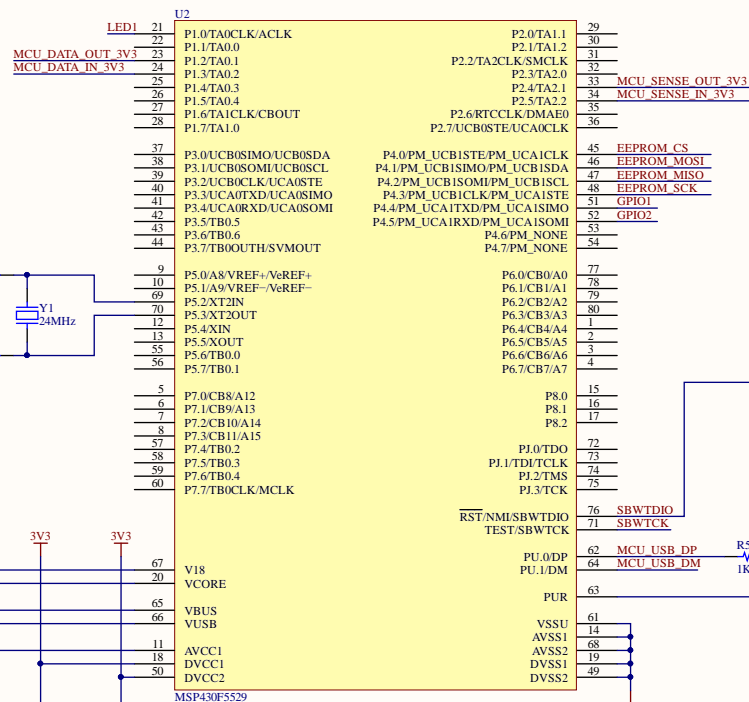 U2
LED1 21 P1.0/TA0CLK/ACLK P2.0/TA1.1 29
22 P1.1/TA0.0 P2.1/TA1.2 30
MCU_DATA_OUT_3V3 23 P1.2/TA0.1 P2.2/TA2CLK/SMCLK 31
MCU_DATA_IN_3V3 24 P1.3/TA0.2 P2.3/TA2.0 32
25 P1.4/TA0.3 P2.4/TA2.1 33 MCU_SENSE_OUT_3V3
26 P1.5/TA0.4 P2.5/TA2.2 34 MCU_SENSE_IN_3V3
27 P1.6/TA1CLK/CBOUT P2.6/RTCCLK/DMAE0 35
28 P1.7/TA1.0 P2.7/UCB0STE/UCA0CLK 36
37 P3.0/UCB0SIMO/UCB0SDA P4.0/PM_UCB1STE/PM_UCA1CLK 45 EEPROM_CS
38 P3.1/UCB0SOMI/UCB0SCL P4.1/PM_UCB1SIMO/PM_UCB1SDA 46 EEPROM_MOSI
39 P3.2/UCB0CLK/UCA0STE P4.2/PM_UCB1SOMI/PM_UCB1SCL 47 EEPROM_MISO
40 P3.3/UCA0TXD/UCA0SIMO P4.3/PM_UCB1CLK/PM_UCA1STE 48 EEPROM_SCK
41 P3.4/UCA0RXD/UCA0SOMI P4.4/PM_UCA1TXD/PM_UCA1SIMO 51 GPIO1
42 P3.5/TB0.5 P4.5/PM_UCA1RXD/PM_UCA1SOMI 52 GPIO2
43 P3.6/TB0.6 P4.6/PM_NONE 53
44 P3.7/TB0OUTH/SVMOUT P4.7/PM_NONE 54
9 P5.0/A8/VREF+/VeREF+ P6.0/CB0/A0 77
10 P5.1/A9/VREF−/VeREF− P6.1/CB1/A1 78
69 P5.2/XT2IN P6.2/CB2/A2 79
Y1 70 P5.3/XT2OUT P6.3/CB3/A3 80
24MHz 12 P5.4/XIN P6.4/CB4/A4 1
13 P5.5/XOUT P6.5/CB5/A5 2
55 P5.6/TB0.0 P6.6/CB6/A6 3
56 P5.7/TB0.1 P6.7/CB7/A7 4
5 P7.0/CB8/A12 P8.0 15
6 P7.1/CB9/A13 P8.1 16
7 P7.2/CB10/A14 P8.2 17
8 P7.3/CB11/A15
57 P7.4/TB0.2 PJ.0/TDO 72
58 P7.5/TB0.3 PJ.1/TDI/TCLK 73
59 P7.6/TB0.4 PJ.2/TMS 74
60 P7.7/TB0CLK/MCLK PJ.3/TCK 75
RST/NMI/SBWTDIO 76 SBWTDIO
TEST/SBWTCK 71 SBWTCK
3V3 3V3
PU.0/DP 62 MCU_USB_DP R5
67 V18 PU.1/DM 64 MCU_USB_DM 1K
20 VCORE
PUR 63
65 VBUS
66 VUSB VSSU 61
AVSS1 14
11 AVCC1 AVSS2 68
18 DVCC1 DVSS1 19
50 DVCC2 DVSS2 49
MSP430F5529